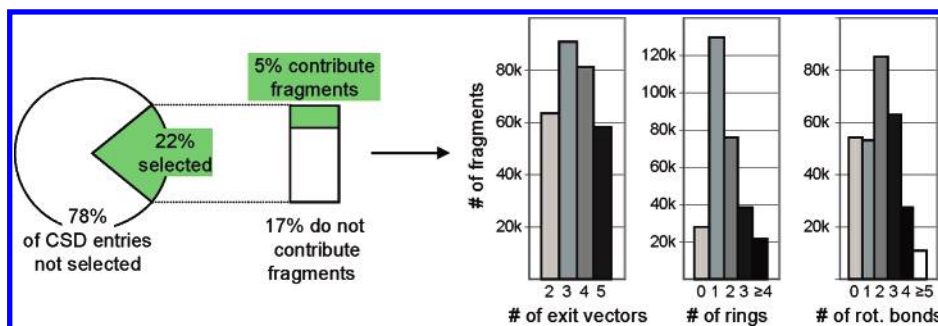 5% contribute
fragments
22%
selected
78%
of CSD entries
not selected
17% do not
contribute
fragments
# of fragments
80k
60k
40k
20k
2 3 4 5
# of exit vectors
120k
100k
80k
60k
40k
20k
0 1 2 3 ≥4
# of rings
80k
60k
40k
20k
0 1 2 3 4 ≥5
# of rot. bonds